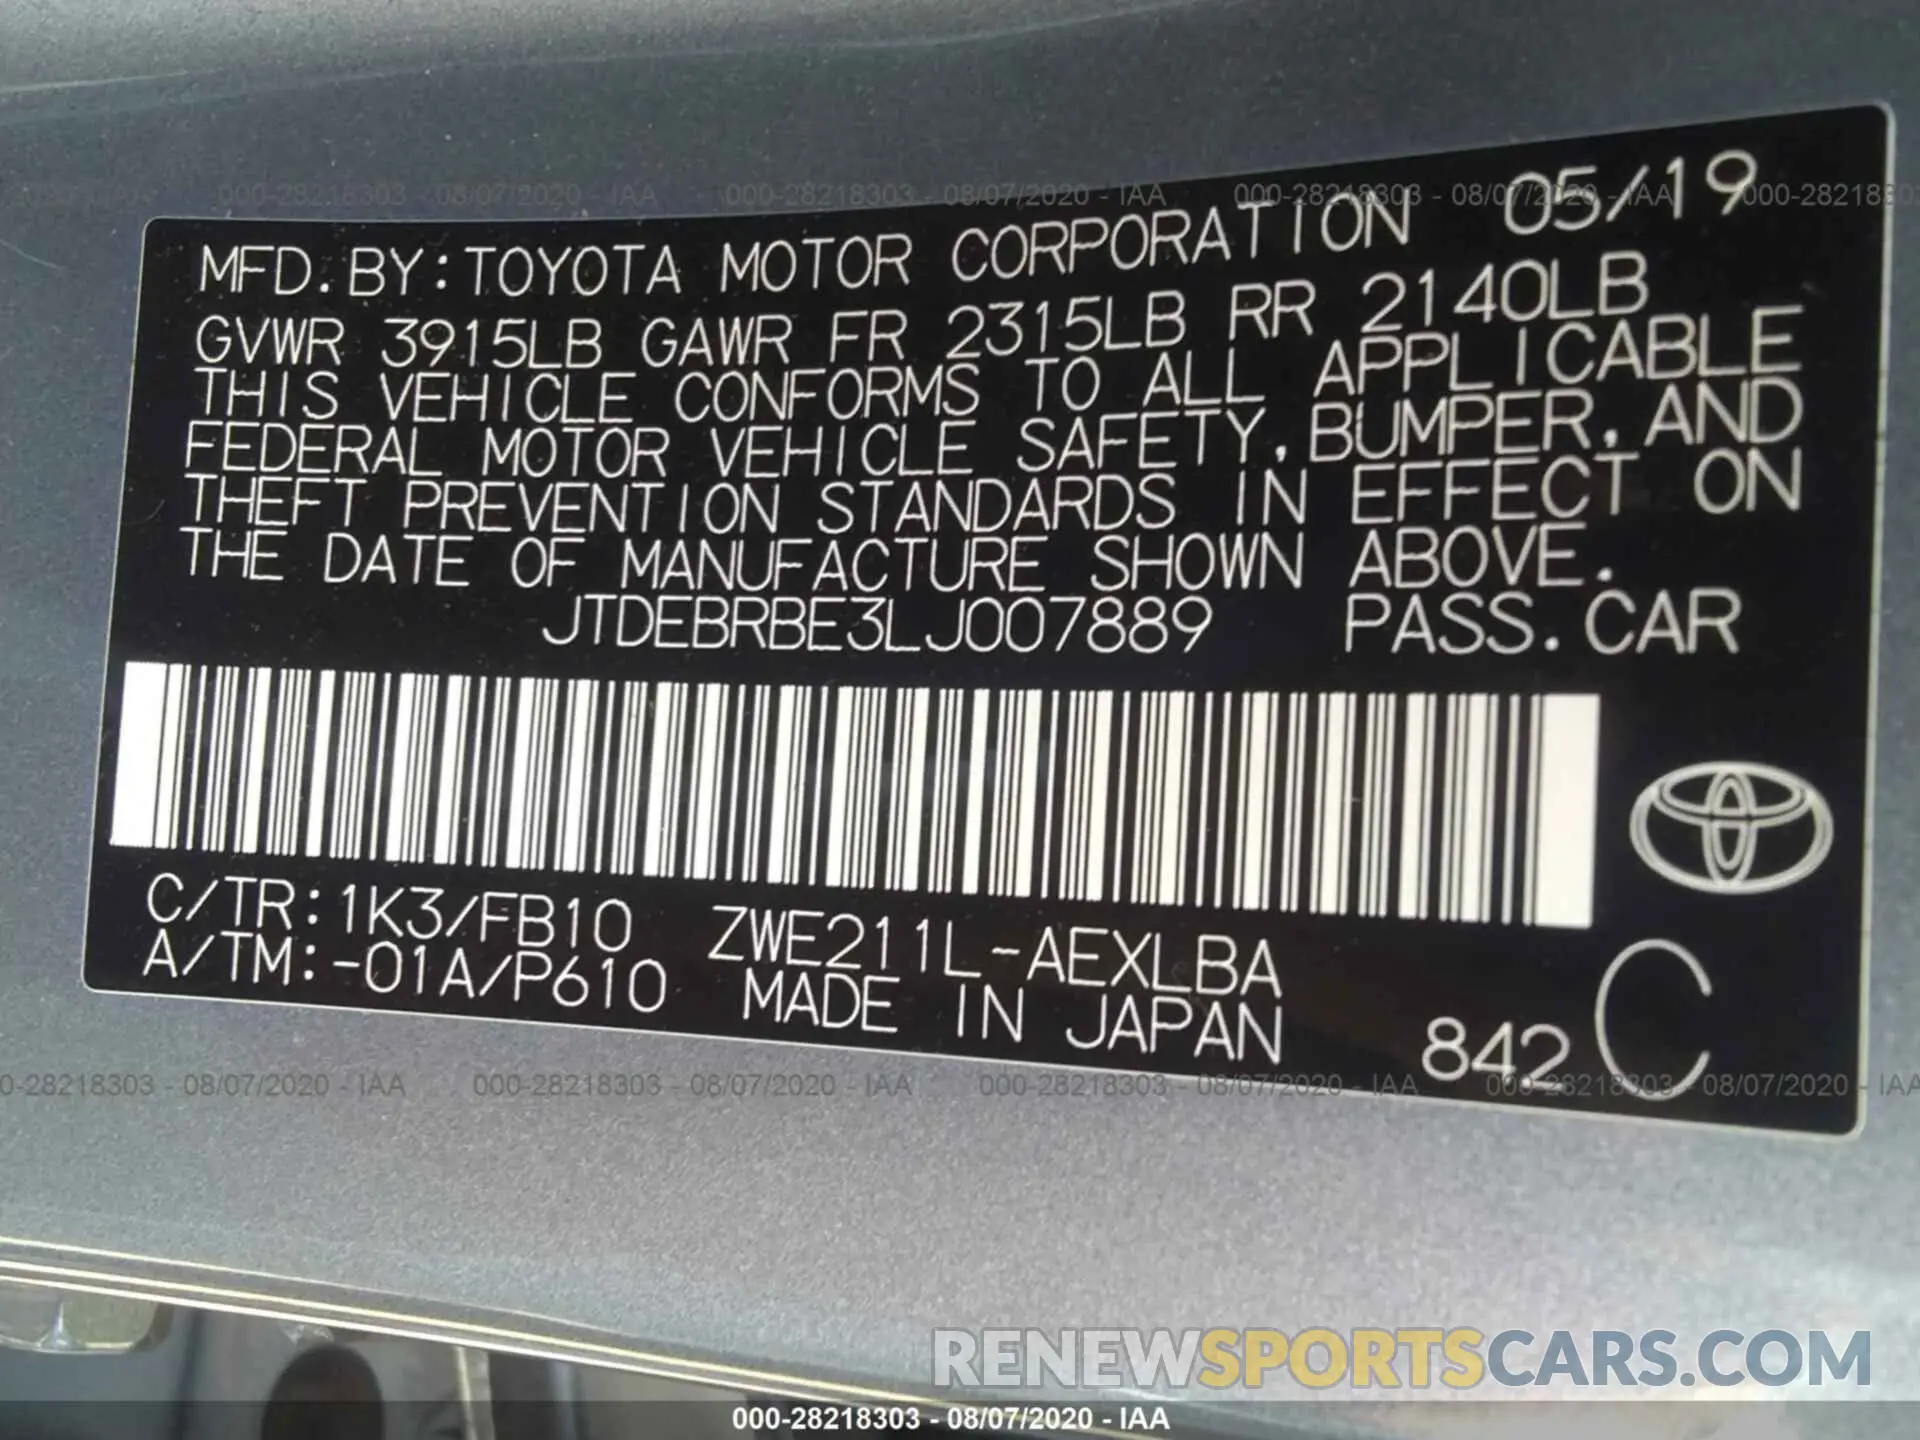 000-28218303 - 08/07/2020 - IAA 000-28218303 - 08/07/2020 - IAA 000-28218303 - 08/07/2020 - IAA 000-28218303
MFD. BY: TOYOTA MOTOR CORPORATION 05/19
GVWR 3915LB GAWR FR 2315LB RR 2140LB
THIS VEHICLE CONFORMS TO ALL APPLICABLE
FEDERAL MOTOR VEHICLE SAFETY, BUMPER, AND
THEFT PREVENTION STANDARDS IN EFFECT ON
THE DATE OF MANUFACTURE SHOWN ABOVE.
JTDEBRBE3LJ007889 PASS. CAR
C/TR: 1K3/FB10 ZWE211L-AEXLBA
A/TM: -01A/P610 MADE IN JAPAN 842 C
0-28218303 - 08/07/2020 - IAA 000-28218303 - 08/07/2020 - IAA 000-28218303 - 08/07/2020 - IAA 000-28218303 - 08/07/2020 - IAA
RENEWSPORTSCARS.COM
000-28218303 - 08/07/2020 - IAA